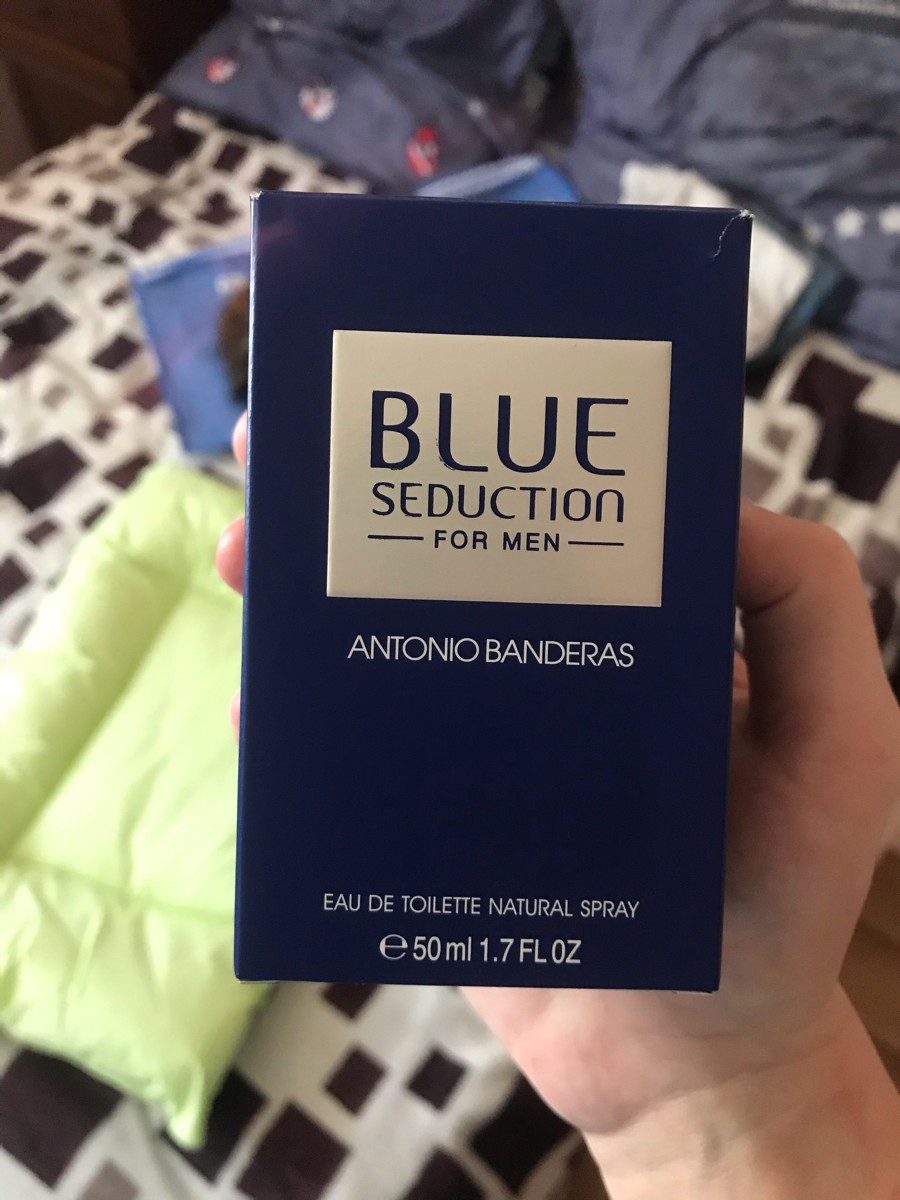 BLUE
SEDUCTION
FOR MEN
ANTONIO BANDERAS
EAU DE TOILETTE NATURAL SPRAY
℮ 50 ml 1.7 FL OZ